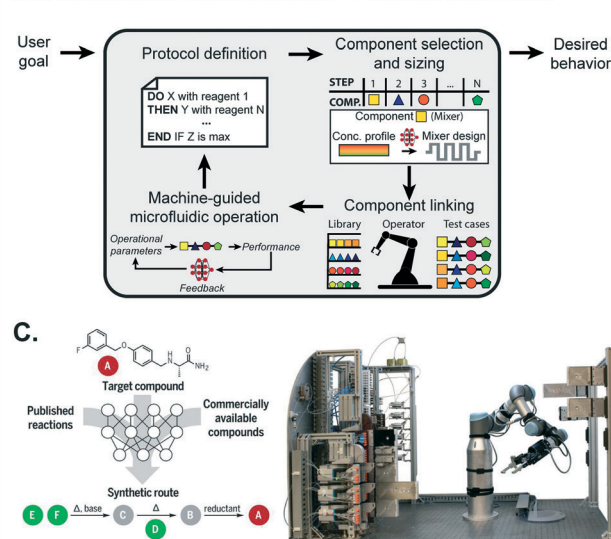 User goal
Protocol definition
Component selection and sizing
Desired behavior
DO X with reagent 1
THEN Y with reagent N
...
END IF Z is max
STEP 1 2 3 ... N
COMP.
Component (Mixer)
Conc. profile
Mixer design
Machine-guided microfluidic operation
Component linking
Operational parameters
Performance
Feedback
Library
Operator
Test cases
C.
F
O
N
H
O
NH₂
A
Target compound
Published reactions
Commercially available compounds
Synthetic route
E F Δ, base C Δ B reductant A
D